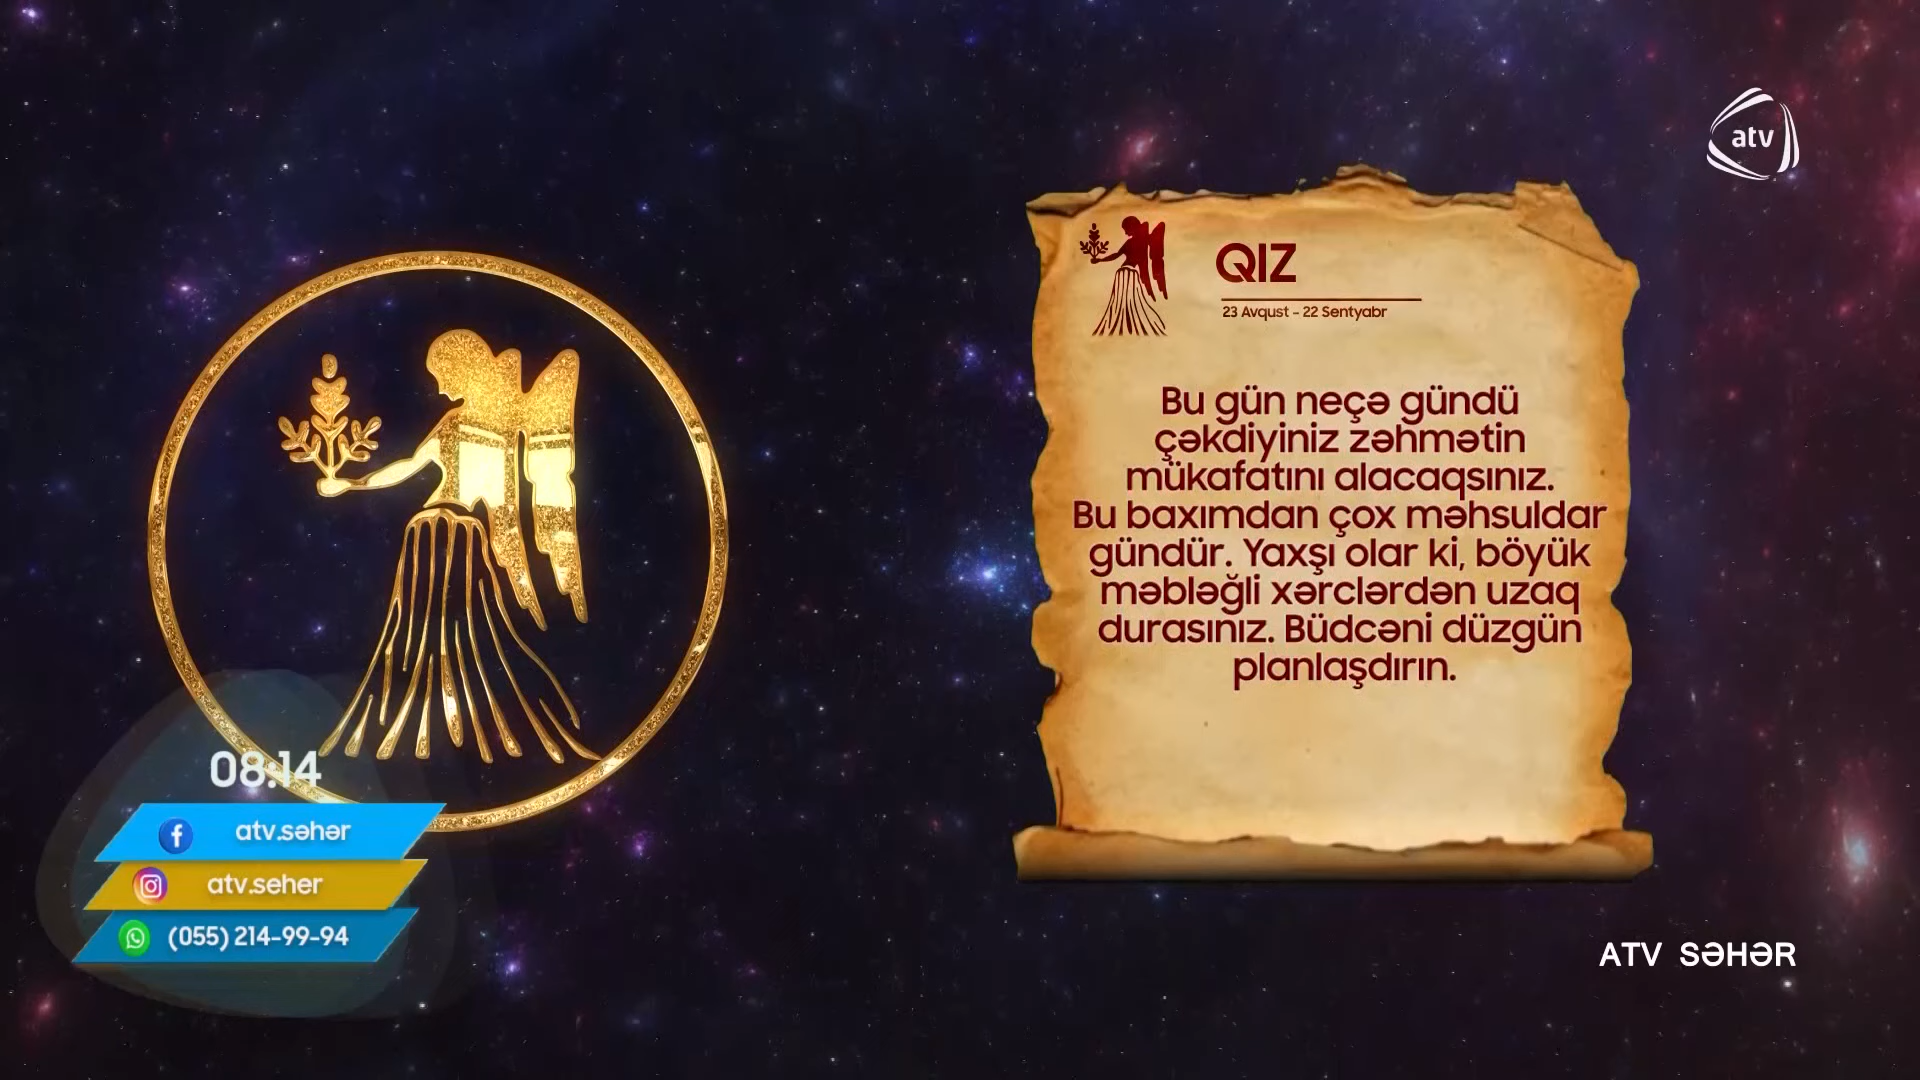 atv
QIZ
23 Avqust - 22 Sentyabr
Bu gün neçə gündü
çəkdiyiniz zəhmətin
mükafatını alacaqsınız.
Bu baxımdan çox məhsuldar
gündür. Yaxşı olar ki, böyük
məbləğli xərclərdən uzaq
durasınız. Büdcəni düzgün
planlaşdırın.
08:14
atv.səhər
atv.seher
(055) 214-99-94
ATV SƏHƏR